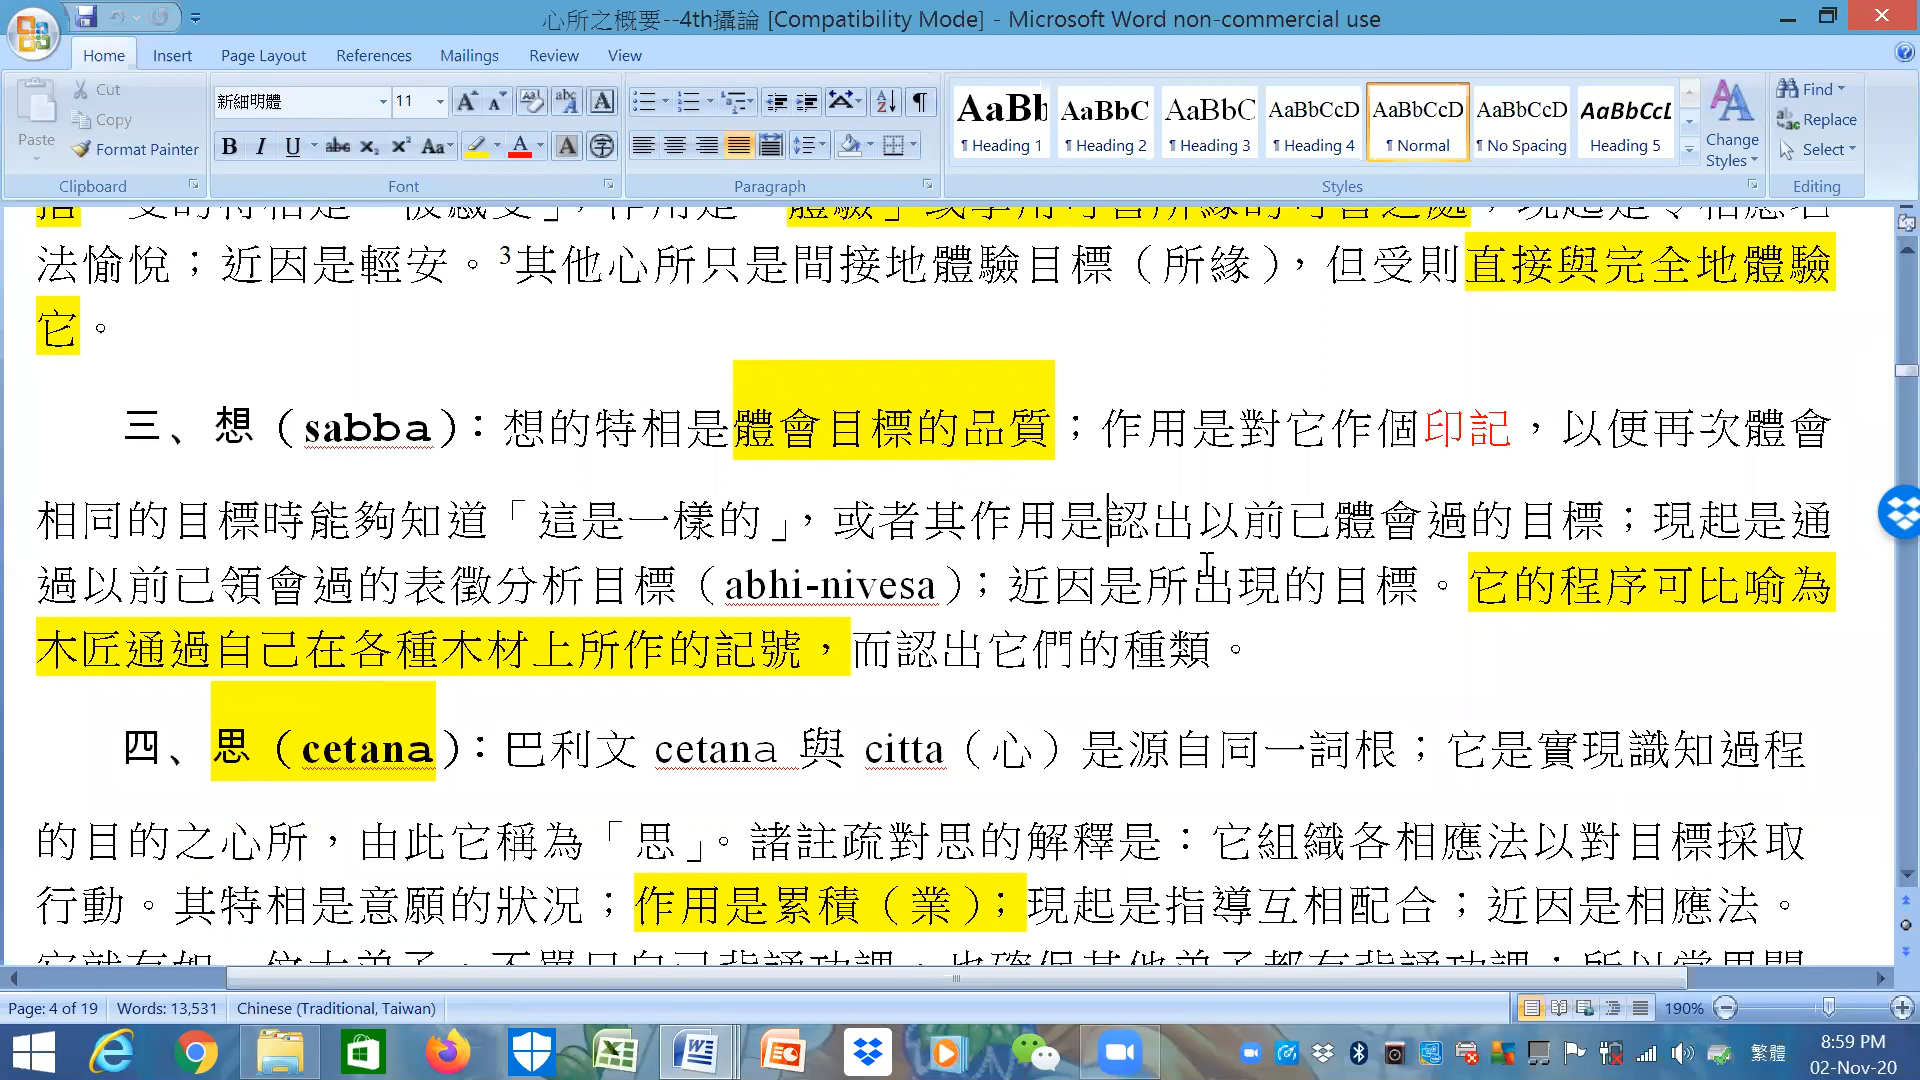 心所之概要--4th攝論 [Compatibility Mode] - Microsoft Word non-commercial use
Home Insert Page Layout References Mailings Review View
Paste Cut Copy Format Painter Clipboard
新細明體 11 Font
Paragraph
AaBb AaBbC AaBbC AaBbCcD AaBbCcD AaBbCcD AaBbCcL
¶ Heading 1 ¶ Heading 2 ¶ Heading 3 ¶ Heading 4 ¶ Normal ¶ No Spacing Heading 5
Change Styles Styles
Find Replace Select Editing
法愉悅；近因是輕安。3其他心所只是間接地體驗目標（所緣），但受則直接與完全地體驗
它。
三、想（sabba）：想的特相是體會目標的品質；作用是對它作個印記，以便再次體會
相同的目標時能夠知道「這是一樣的」，或者其作用是認出以前已體會過的目標；現起是通
過以前已領會過的表徵分析目標（abhi-nivesa）；近因是所出現的目標。它的程序可比喻為
木匠通過自己在各種木材上所作的記號，而認出它們的種類。
四、思（cetana）：巴利文 cetana 與 citta（心）是源自同一詞根；它是實現識知過程
的目的之心所，由此它稱為「思」。諸註疏對思的解釋是：它組織各相應法以對目標採取
行動。其特相是意願的狀況；作用是累積（業）；現起是指導互相配合；近因是相應法。
Page: 4 of 19 Words: 13,531 Chinese (Traditional, Taiwan) 190%
繁體 8:59 PM
02-Nov-20